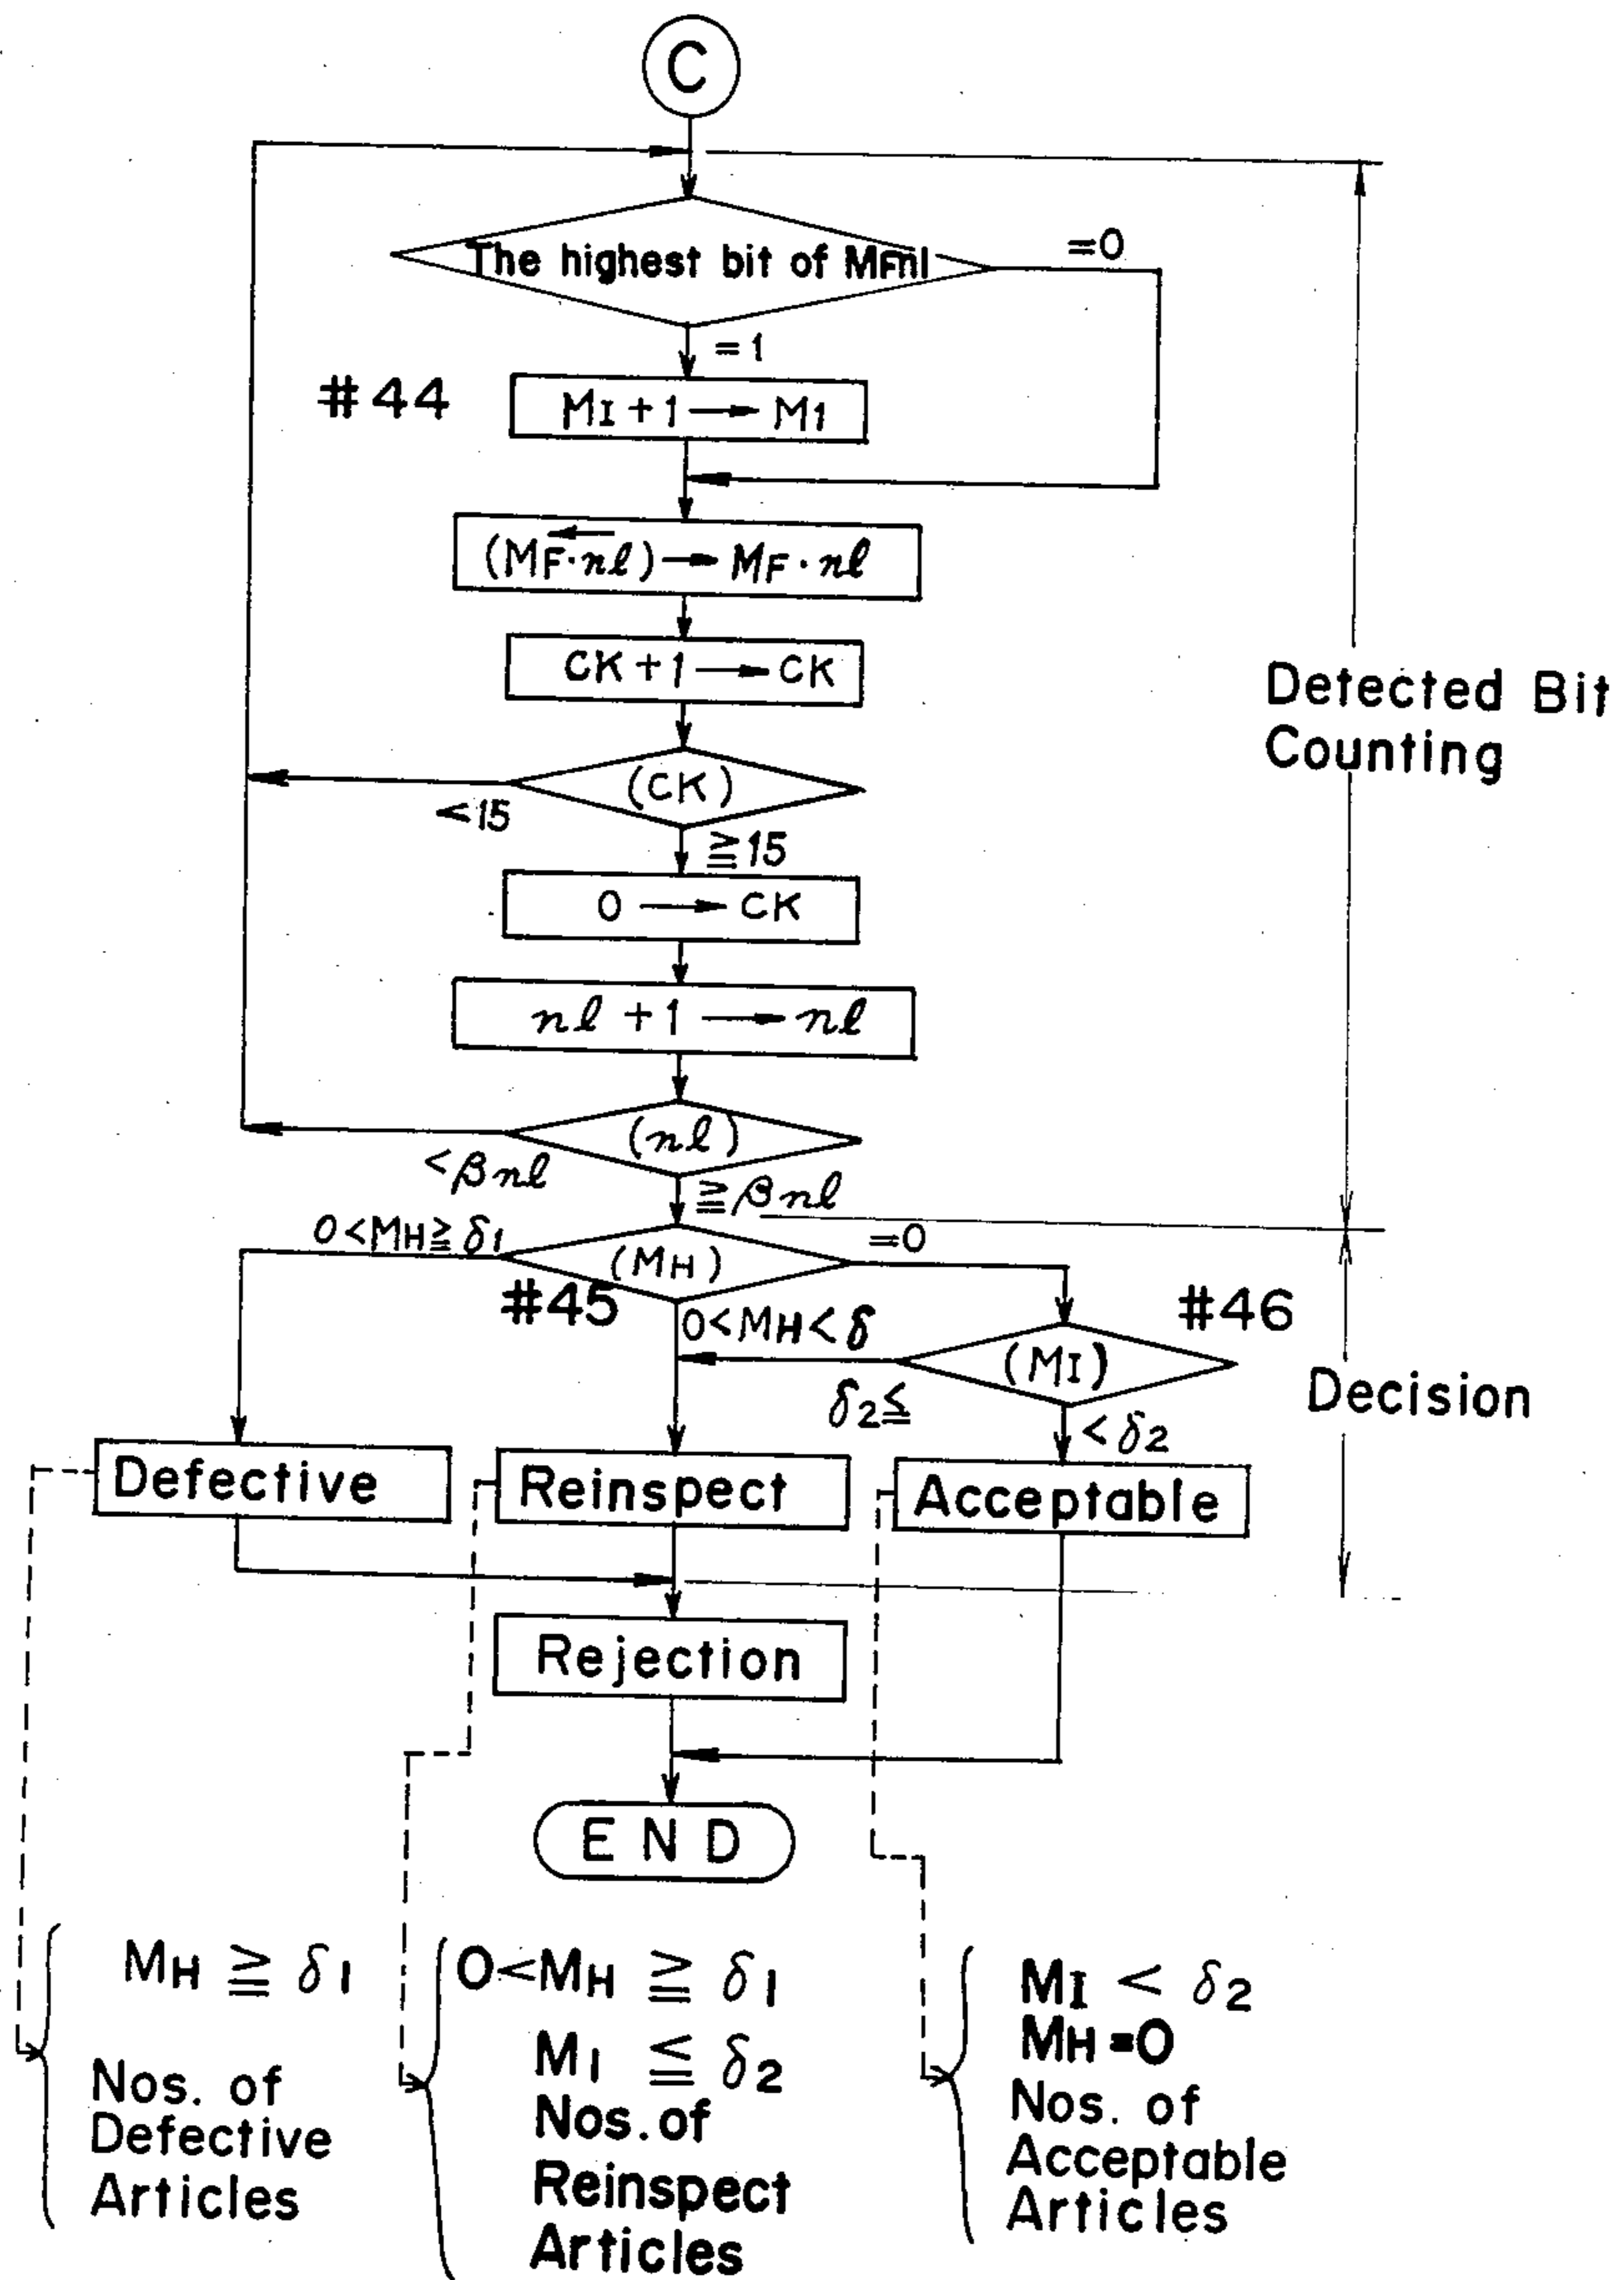 C
The highest bit of MFnl
=0
=1
#44
MI+1→M1
(MF·nl)→MF·nl
CK+1→CK
Detected Bit
Counting
(CK)
<15
≧15
0→CK
nl+1→nl
(nl)
<βnl
≧βnl
0<MH≧δ1
(MH)
=0
#45
#46
0<MH<δ
(MI)
δ2≦
<δ2
Decision
Defective
Reinspect
Acceptable
Rejection
END
MH≧δ1
Nos. of
Defective
Articles
0<MH≧δ1
M1≦δ2
Nos. of
Reinspect
Articles
MI<δ2
MH=0
Nos. of
Acceptable
Articles